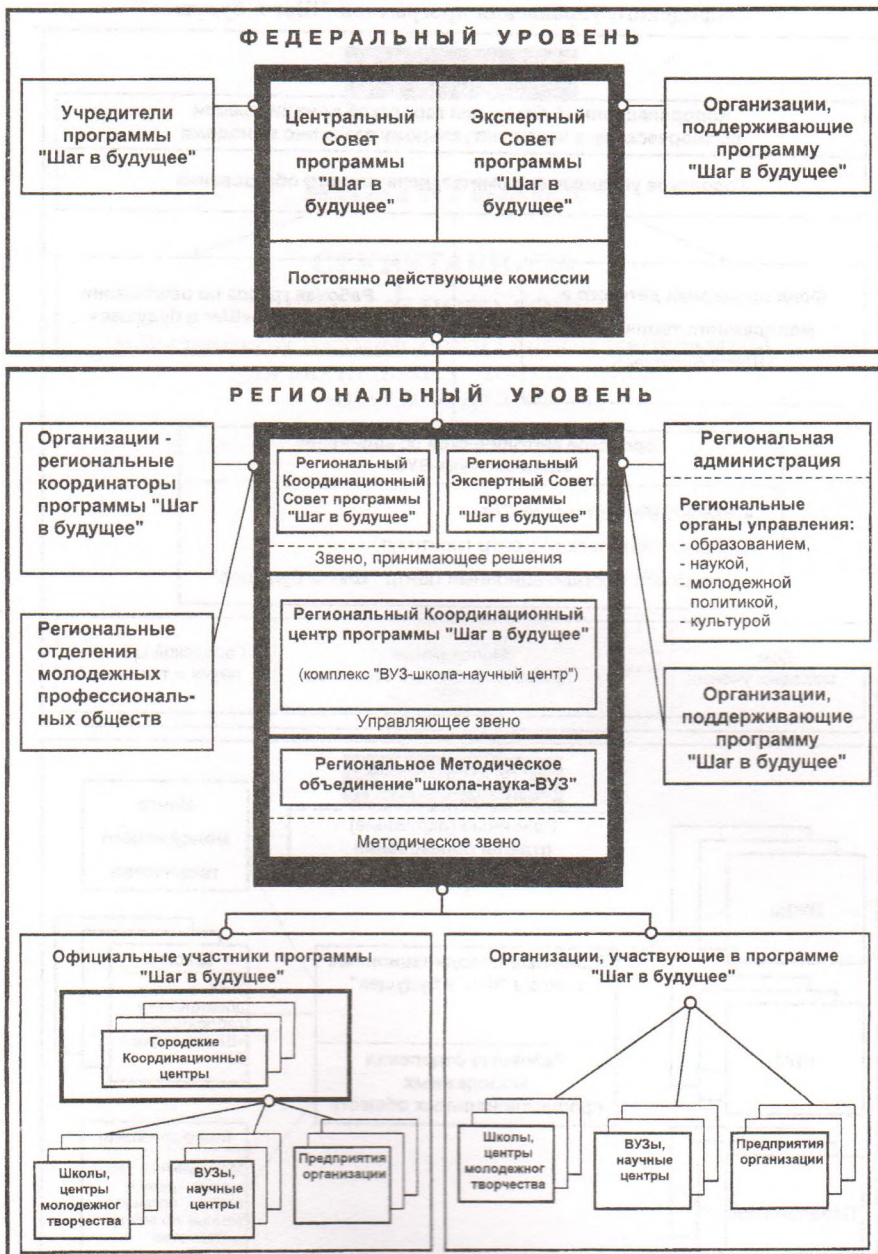 ФЕДЕРАЛЬНЫЙ УРОВЕНЬ
Учредители
программы
"Шаг в будущее"
Центральный
Совет
программы
"Шаг в
будущее"
Экспертный
Совет
программы
"Шаг в
будущее"
Организации,
поддерживающие
программу
"Шаг в будущее"
Постоянно действующие комиссии
РЕГИОНАЛЬНЫЙ УРОВЕНЬ
Организации -
региональные
координаторы
программы "Шаг
в будущее"
Региональный
Координационный
Совет программы
"Шаг в будущее"
Региональный
Экспертный Совет
программы
"Шаг в будущее"
Звено, принимающее решения
Региональная
администрация
Региональные
органы управления:
- образованием,
- наукой,
- молодежной
политикой,
- культурой
Региональные
отделения
молодежных
профессиональ-
ных обществ
Региональный Координационный
центр программы "Шаг в будущее"
(комплекс "ВУЗ-школа-научный центр")
Управляющее звено
Организации,
поддерживающие
программу
"Шаг в будущее"
Региональное Методическое
объединение"школа-наука-ВУЗ"
Методическое звено
Официальные участники программы
"Шаг в будущее"
Городские
Координационные
центры
Школы,
центры
молодежног
творчества
ВУЗы,
научные
центры
Предприятия
организации
Организации, участвующие в программе
"Шаг в будущее"
Школы,
центры
молодежног
творчества
ВУЗы,
научные
центры
Предприятия
организации